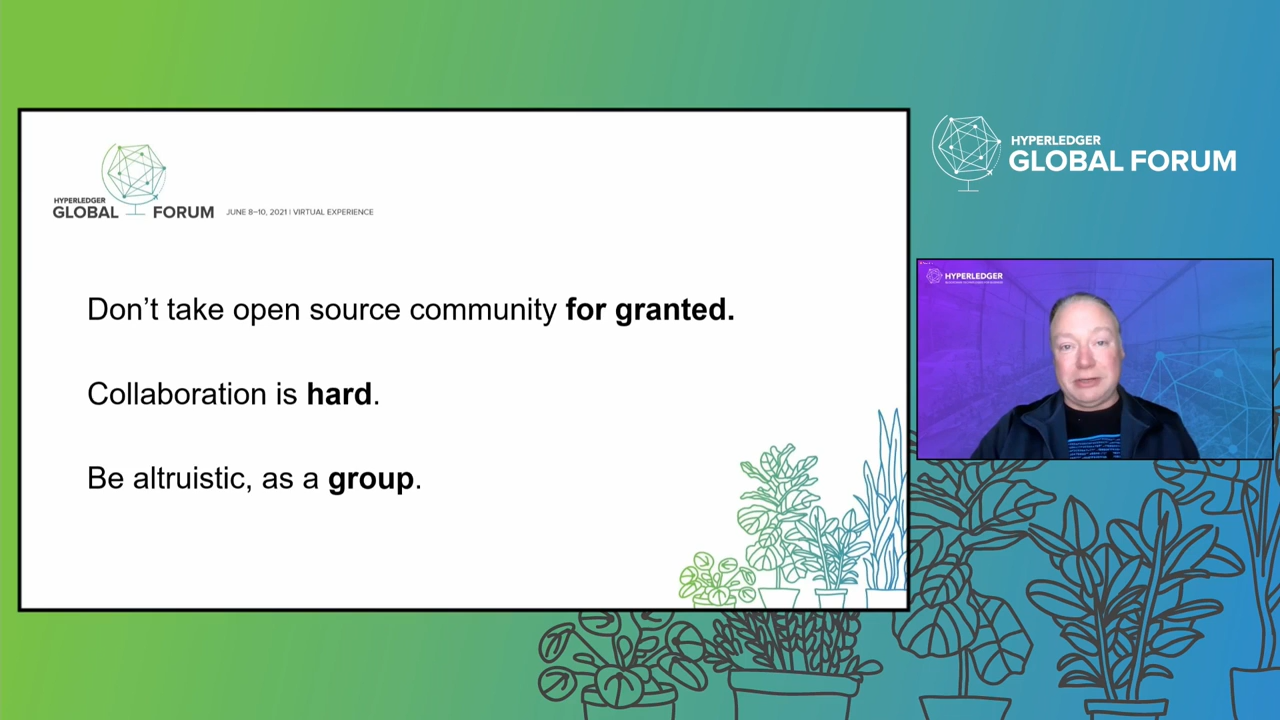 HYPERLEDGER
GLOBAL FORUM
JUNE 8–10, 2021 | VIRTUAL EXPERIENCE
Don’t take open source community for granted.
Collaboration is hard.
Be altruistic, as a group.
HYPERLEDGER
GLOBAL FORUM
HYPERLEDGER